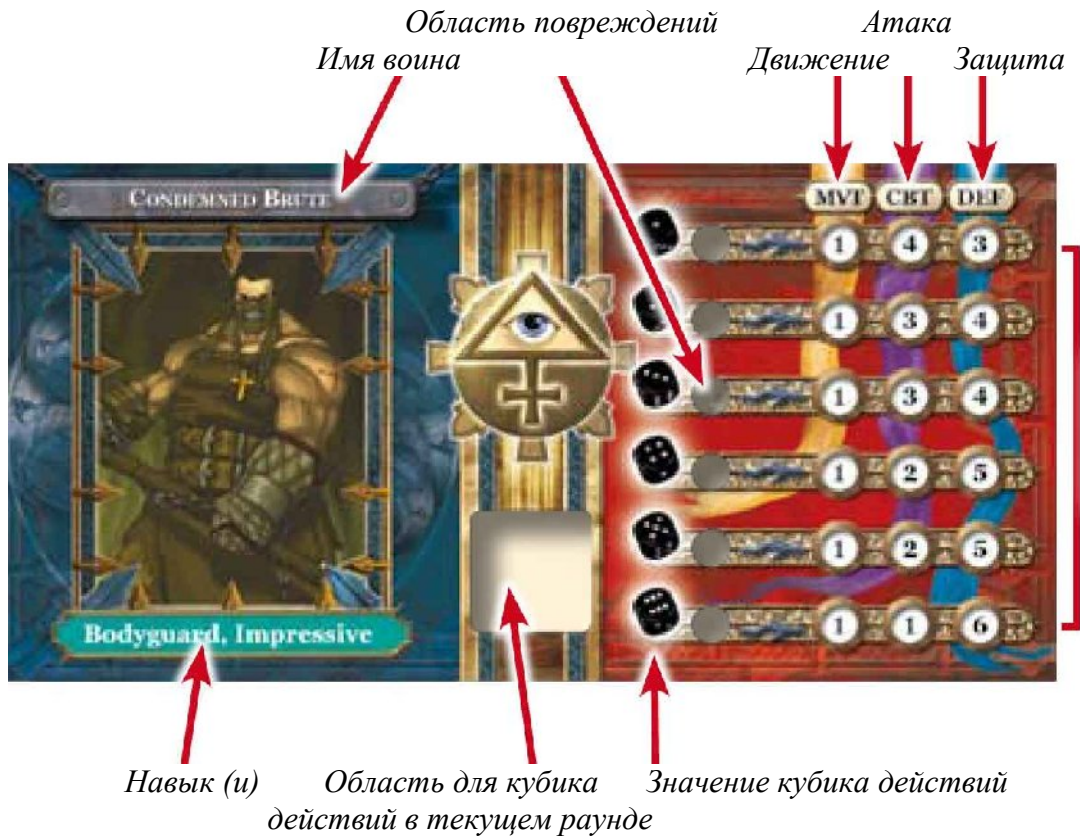 Область повреждений Атака
Имя воина Движение Защита
CONDEMNED BRUTE
MVT CBT DEF
1 4 3
1 3 4
1 3 4
1 2 5
1 2 5
1 1 6
Bodyguard, Impressive
Навык (и) Область для кубика Значение кубика действий
действий в текущем раунде